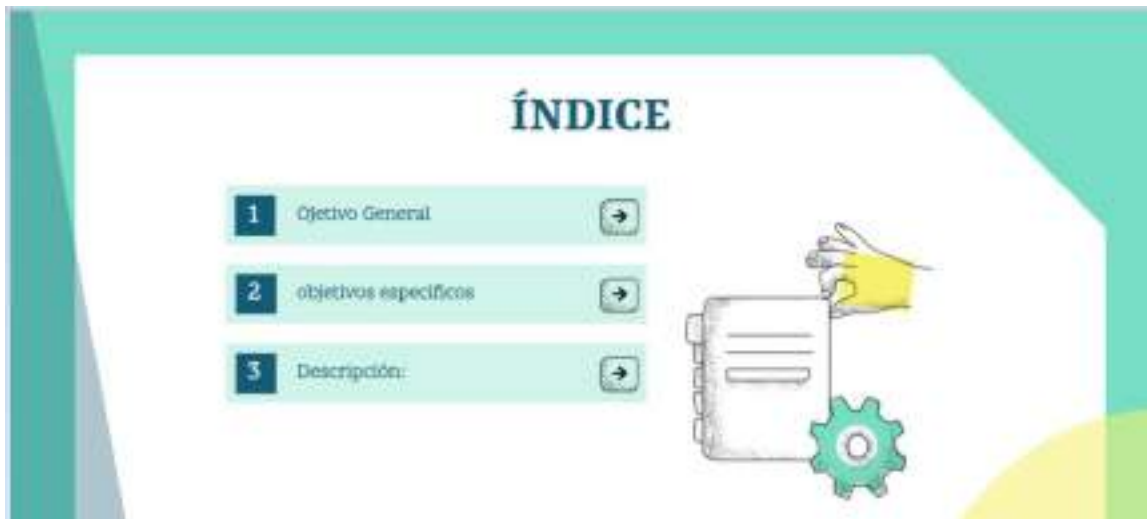 ÍNDICE
1 Ojetivo General
2 objetivos especificos
3 Descripción: